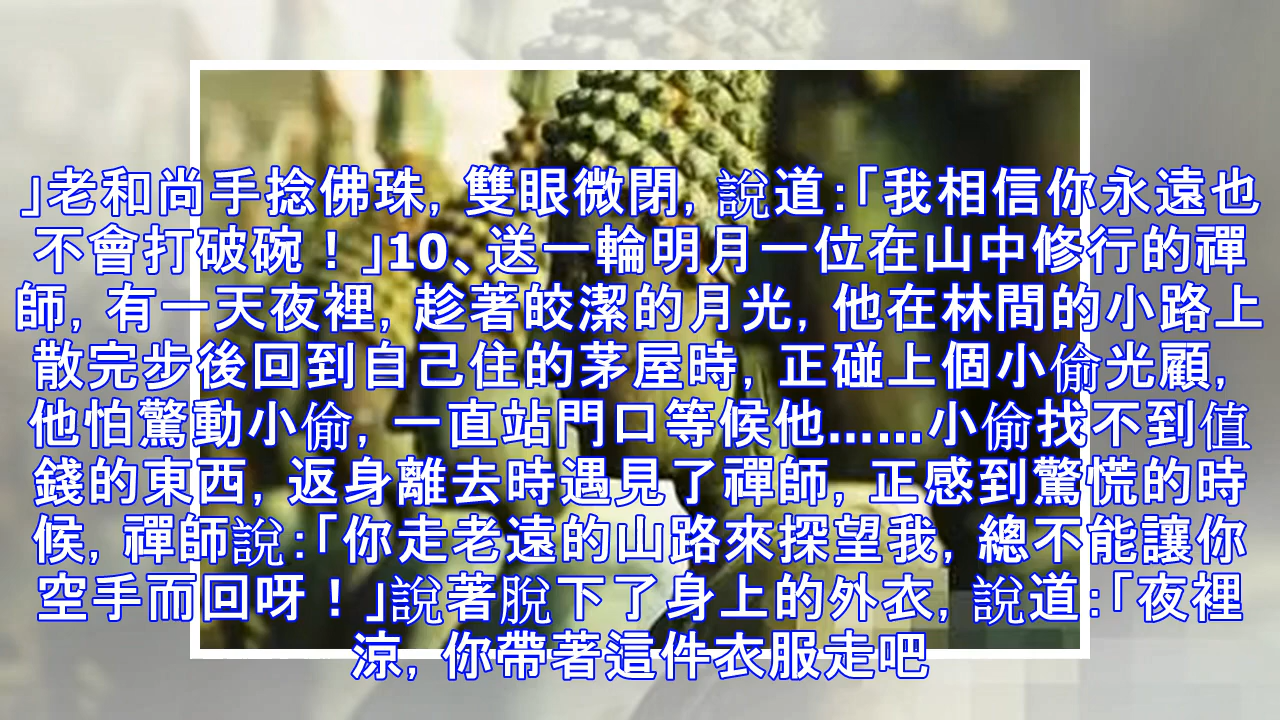 」老和尚手捻佛珠, 雙眼微閉, 說道:「我相信你永遠也
不會打破碗！」10、送一輪明月一位在山中修行的禪
師, 有一天夜裡, 趁著皎潔的月光, 他在林間的小路上
散完步後回到自己住的茅屋時, 正碰上個小偷光顧,
他怕驚動小偷, 一直站門口等候他……小偷找不到值
錢的東西, 返身離去時遇見了禪師, 正感到驚慌的時
候, 禪師說:「你走老遠的山路來探望我, 總不能讓你
空手而回呀！」說著脫下了身上的外衣, 說道:「夜裡
涼, 你帶著這件衣服走吧